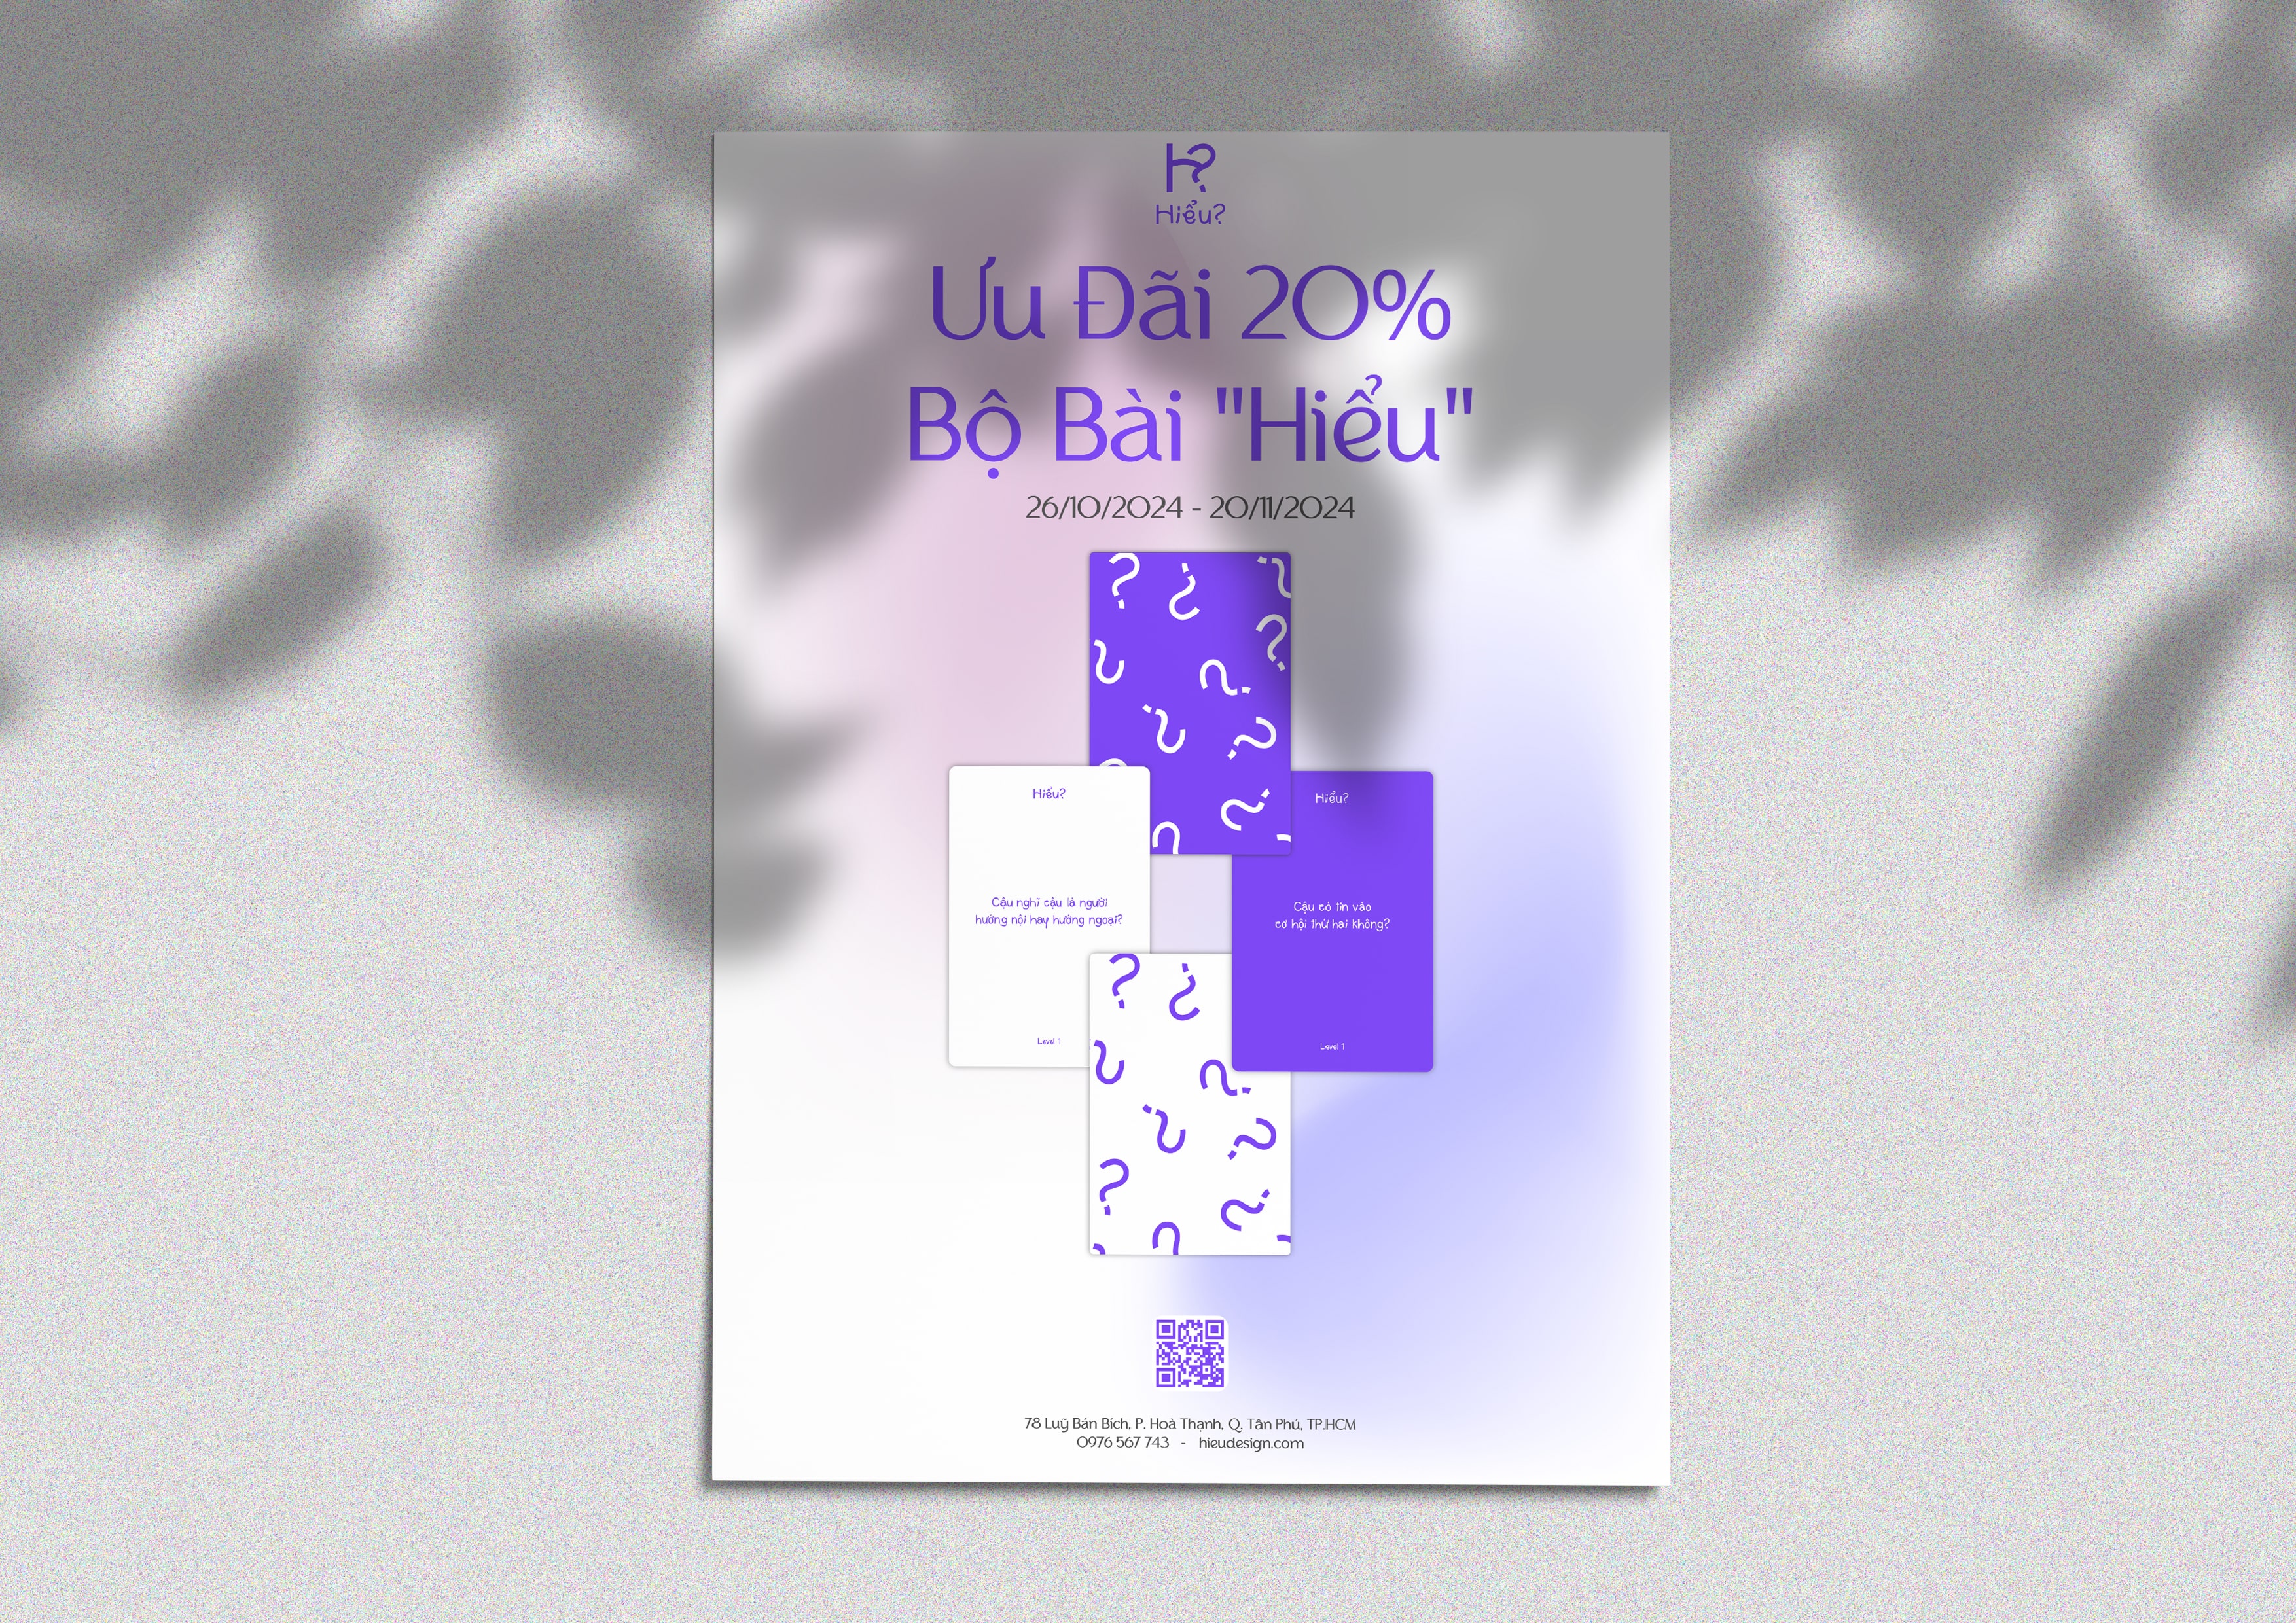 H?
Hiểu?
Ưu Đãi 20%
Bộ Bài "Hiểu"
26/10/2024 - 20/11/2024
Hiểu?
Cậu nghĩ cậu là người
hướng nội hay hướng ngoại?
Level 1
Hiểu?
Cậu có tin vào
cơ hội thứ hai không?
Level 1
78 Luỹ Bán Bích, P. Hoà Thạnh, Q. Tân Phú, TP.HCM
0976 567 743 - hieudesign.com